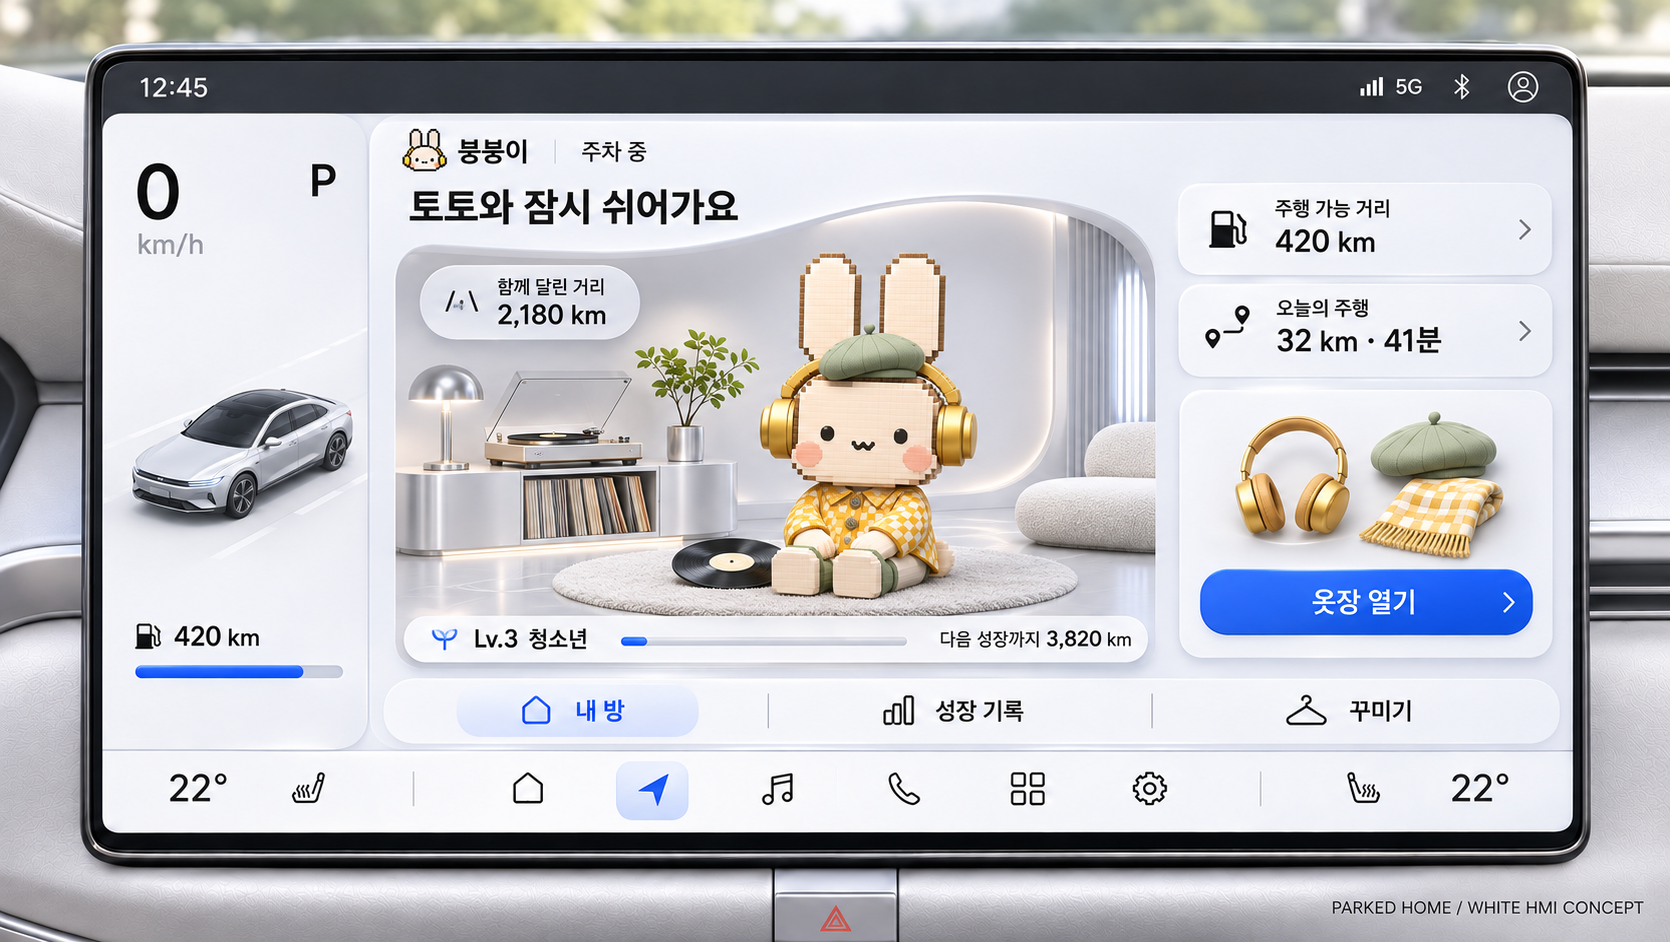 12:45
5G
0
P
km/h
420 km
붕붕이
주차 중
토토와 잠시 쉬어가요
함께 달린 거리
2,180 km
Lv.3 청소년
다음 성장까지 3,820 km
주행 가능 거리
420 km
오늘의 주행
32 km · 41분
옷장 열기
내 방
성장 기록
꾸미기
22°
22°
PARKED HOME / WHITE HMI CONCEPT